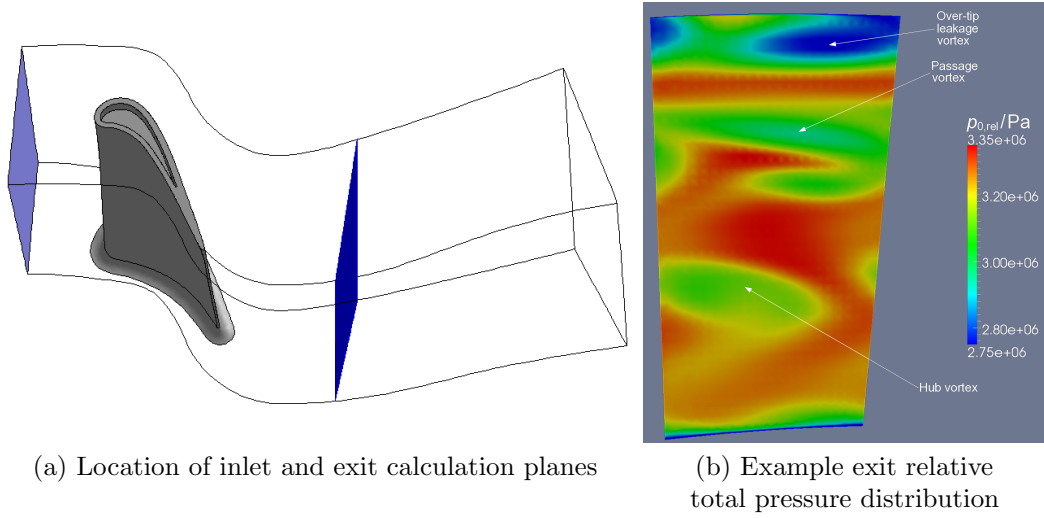 Over-tip
leakage
vortex
Passage
vortex
p0,rel/Pa
3.35e+06
3.20e+06
3.00e+06
2.80e+06
2.75e+06
Hub vortex
(a) Location of inlet and exit calculation planes
(b) Example exit relative
total pressure distribution